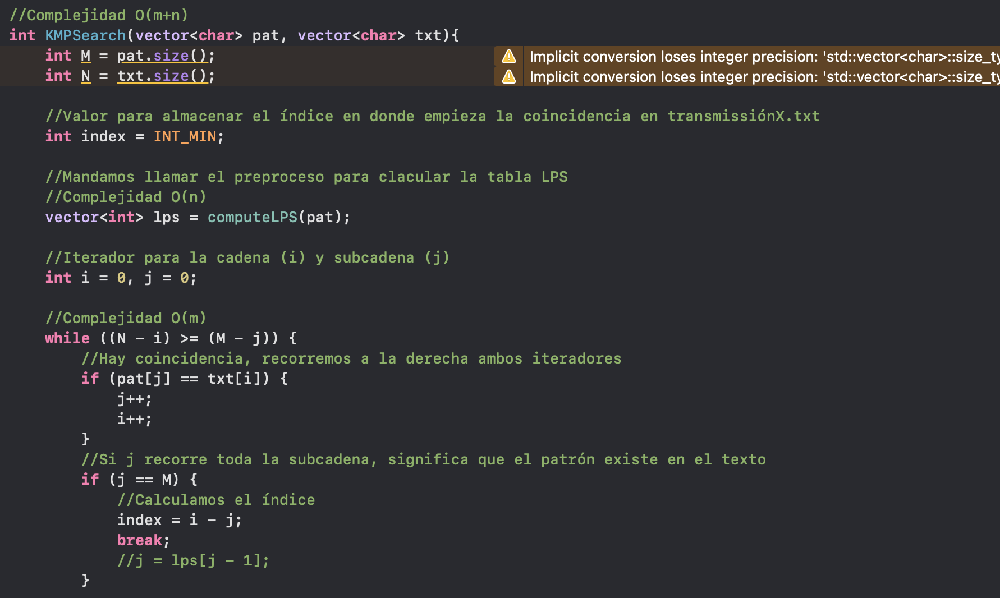 //Complejidad O(m+n)
int KMPSearch(vector<char> pat, vector<char> txt){
    int M = pat.size(); Implicit conversion loses integer precision: 'std::vector<char>::size_ty
    int N = txt.size(); Implicit conversion loses integer precision: 'std::vector<char>::size_ty
    //Valor para almacenar el índice en donde empieza la coincidencia en transmissiónX.txt
    int index = INT_MIN;
    //Mandamos llamar el preproceso para clacular la tabla LPS
    //Complejidad O(n)
    vector<int> lps = computeLPS(pat);
    //Iterador para la cadena (i) y subcadena (j)
    int i = 0, j = 0;
    //Complejidad O(m)
    while ((N - i) >= (M - j)) {
        //Hay coincidencia, recorremos a la derecha ambos iteradores
        if (pat[j] == txt[i]) {
            j++;
            i++;
        }
        //Si j recorre toda la subcadena, significa que el patrón existe en el texto
        if (j == M) {
            //Calculamos el índice
            index = i - j;
            break;
            //j = lps[j - 1];
        }